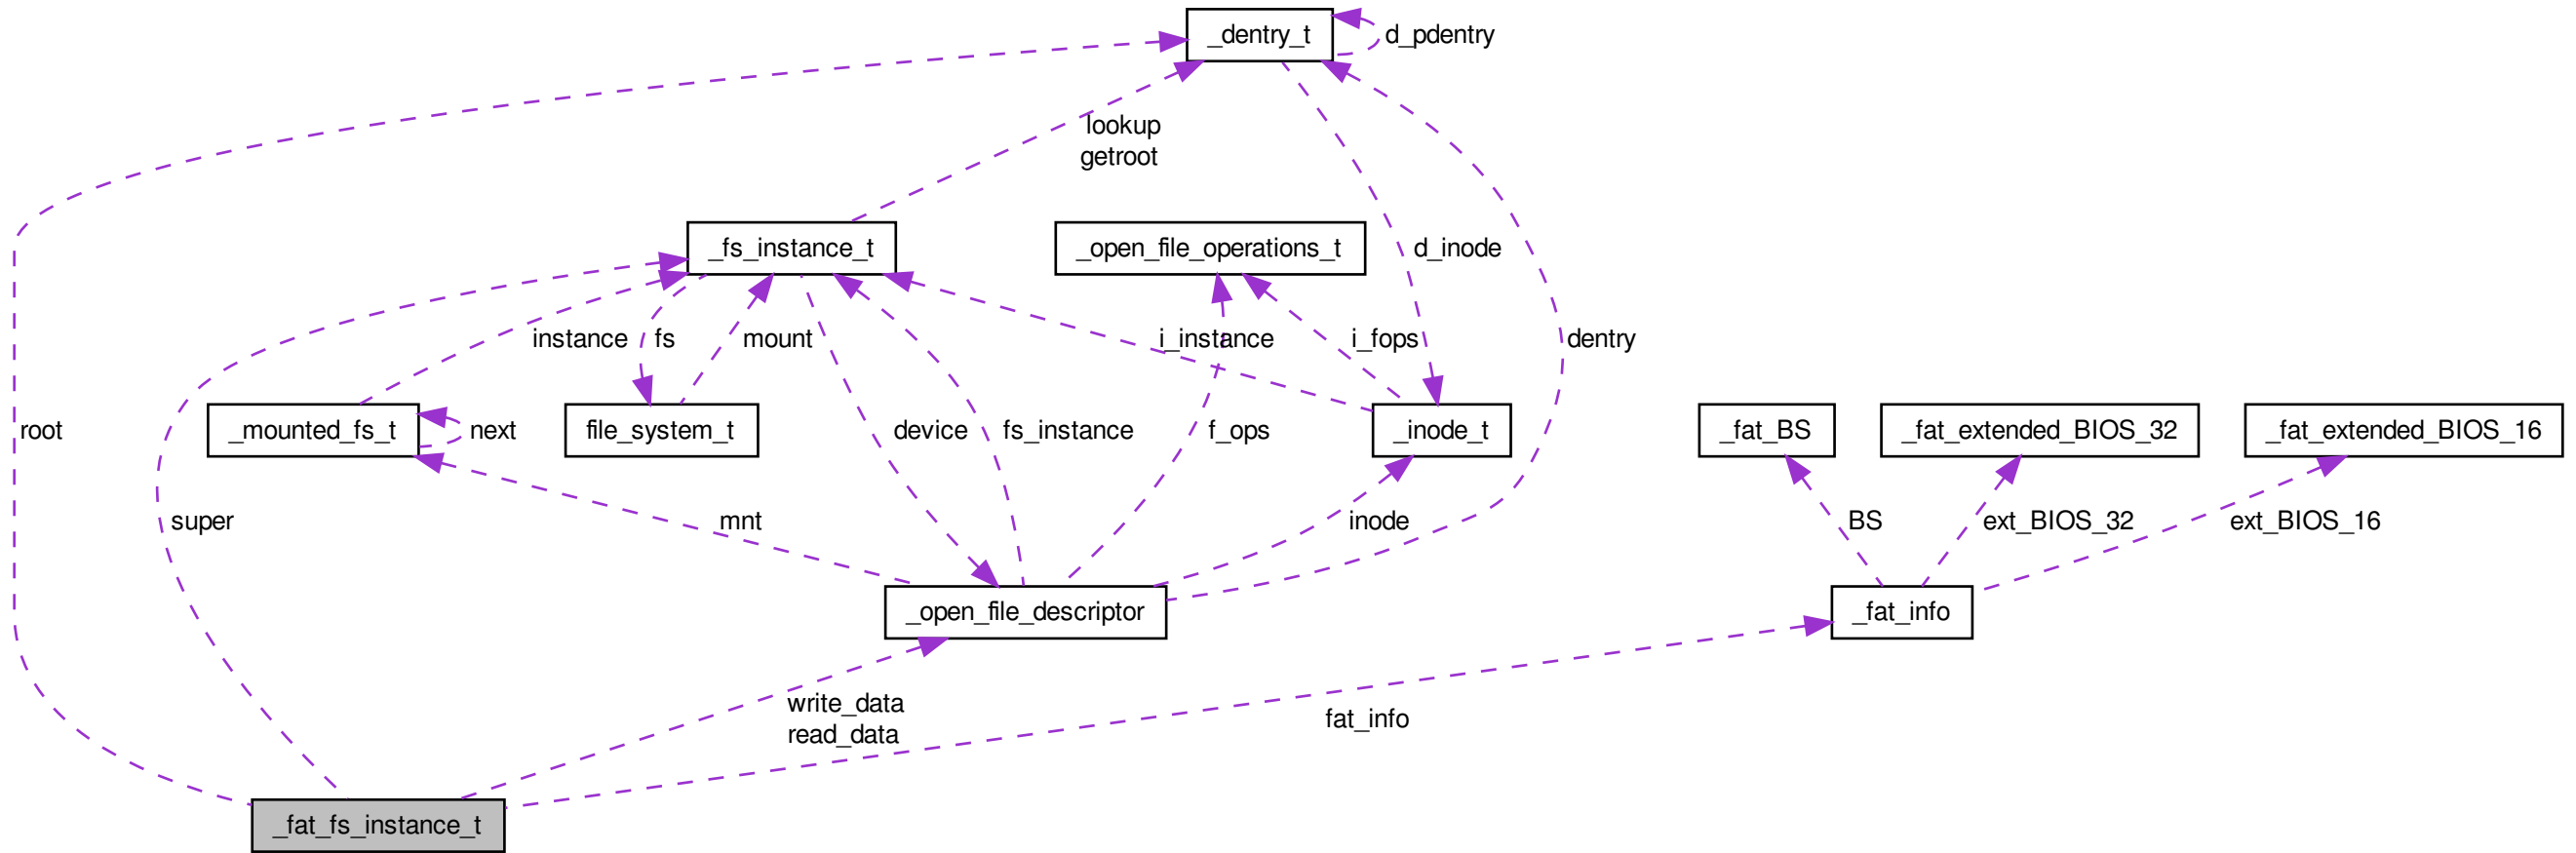 _dentry_t
d_pdentry
lookup
getroot
_fs_instance_t
_open_file_operations_t
d_inode
instance
fs
mount
i_instance
i_fops
dentry
root
_mounted_fs_t
next
file_system_t
device
fs_instance
f_ops
_inode_t
_fat_BS
_fat_extended_BIOS_32
_fat_extended_BIOS_16
super
mnt
inode
BS
ext_BIOS_32
ext_BIOS_16
_open_file_descriptor
_fat_info
write_data
read_data
fat_info
_fat_fs_instance_t